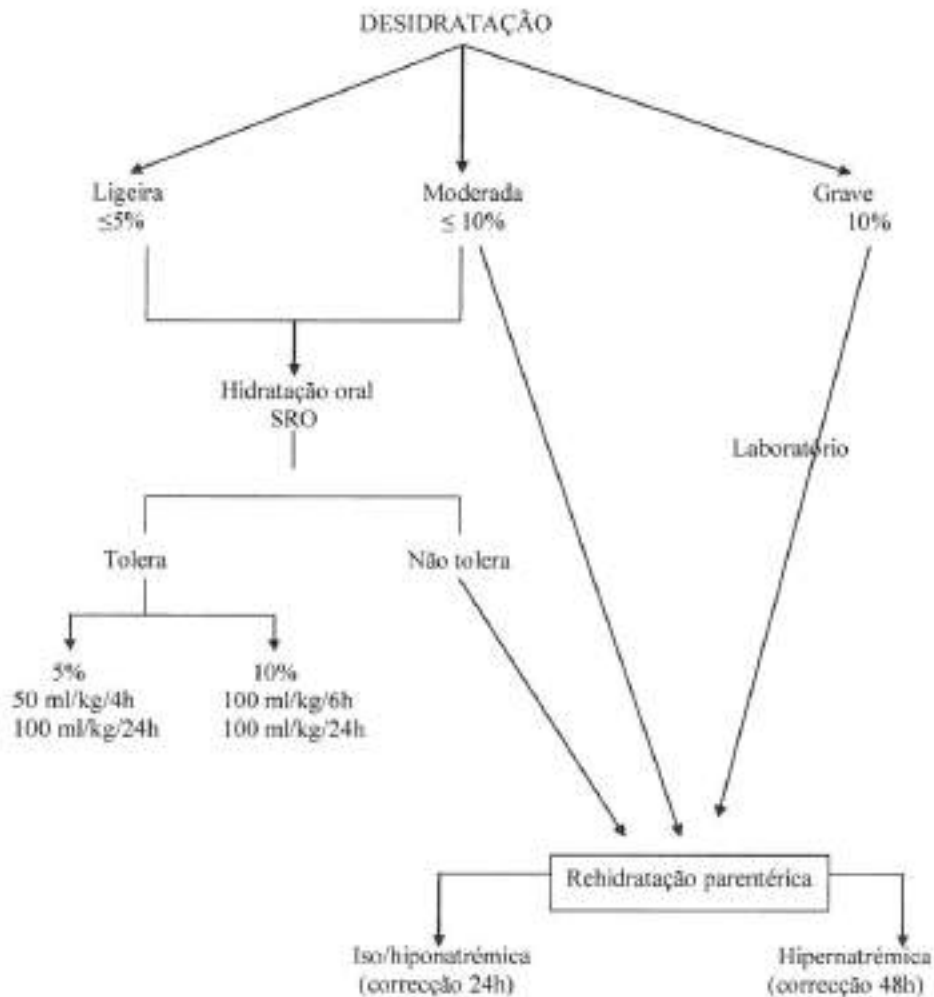 DESIDRATAÇÃO
Ligeira
≤5%
Moderada
≤ 10%
Grave
10%
Hidratação oral
SRO
Laboratório
Tolera
Não tolera
5%
50 ml/kg/4h
100 ml/kg/24h
10%
100 ml/kg/6h
100 ml/kg/24h
Rehidratação parentérica
Iso/hiponatrémica
(correcção 24h)
Hipernatrémica
(correcção 48h)